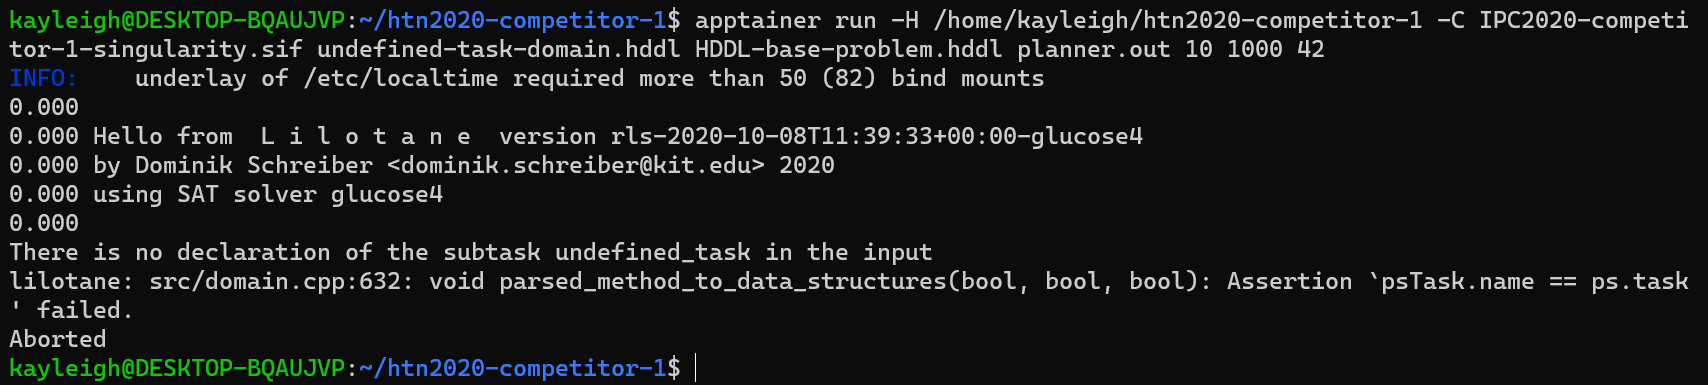 kayleigh@DESKTOP-BQAUJVP:~/htn2020-competitor-1$ apptainer run -H /home/kayleigh/htn2020-competitor-1 -C IPC2020-competi
tor-1-singularity.sif undefined-task-domain.hddl HDDL-base-problem.hddl planner.out 10 1000 42
INFO:    underlay of /etc/localtime required more than 50 (82) bind mounts
0.000
0.000 Hello from  L i l o t a n e  version rls-2020-10-08T11:39:33+00:00-glucose4
0.000 by Dominik Schreiber <dominik.schreiber@kit.edu> 2020
0.000 using SAT solver glucose4
0.000
There is no declaration of the subtask undefined_task in the input
lilotane: src/domain.cpp:632: void parsed_method_to_data_structures(bool, bool, bool): Assertion `psTask.name == ps.task
' failed.
Aborted
kayleigh@DESKTOP-BQAUJVP:~/htn2020-competitor-1$